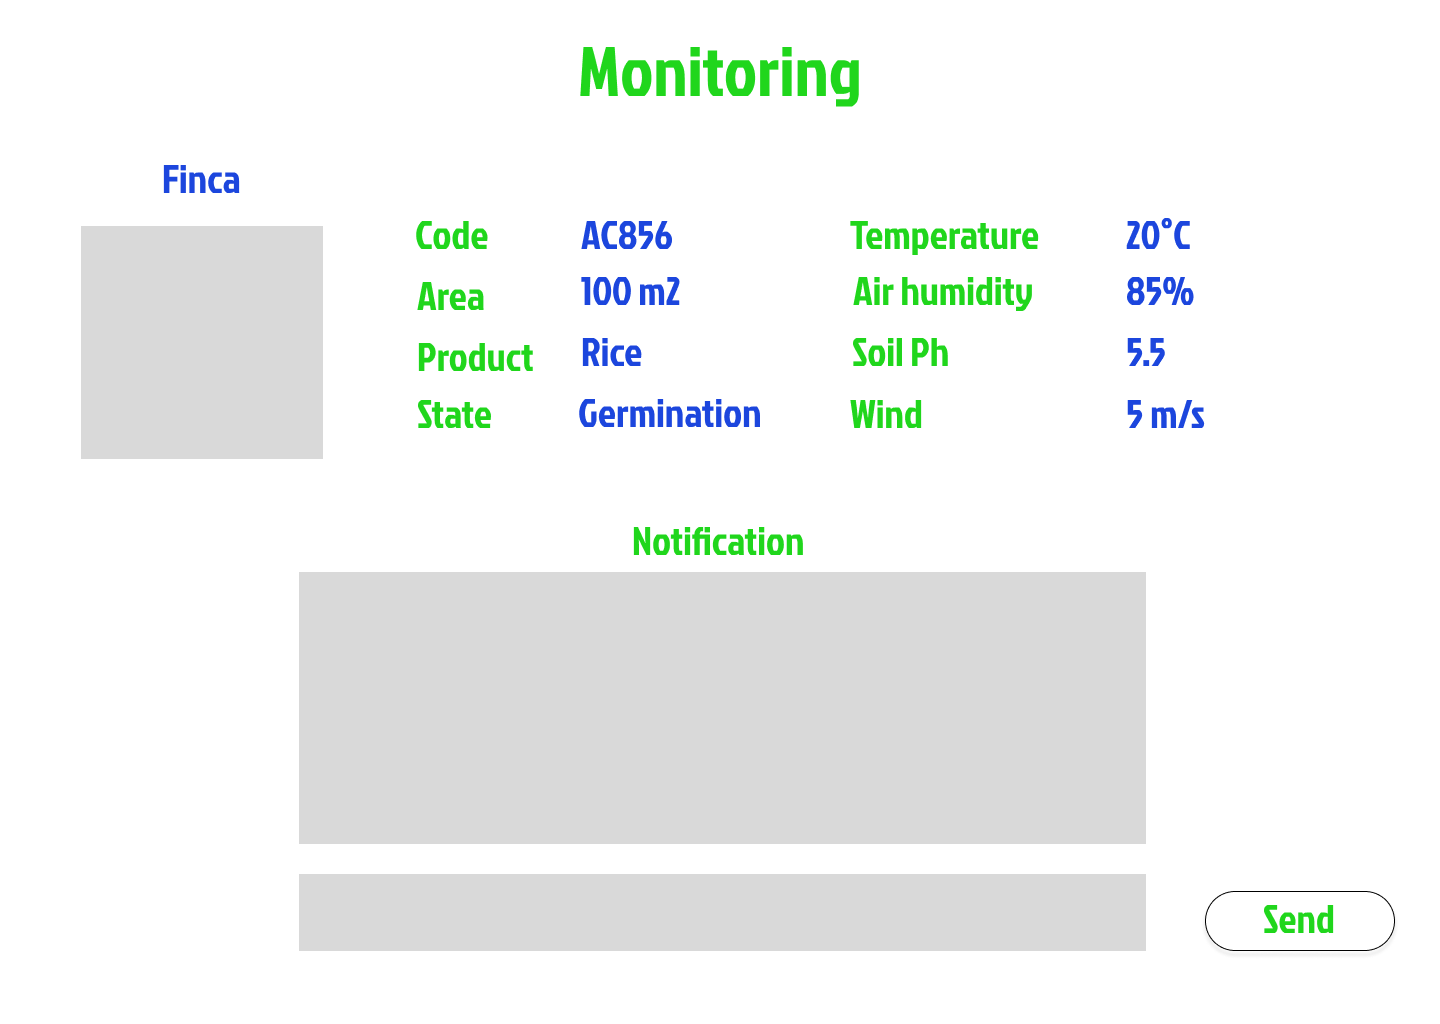 Monitoring
Finca
Code AC856 Temperature 20°C
Area 100 m2 Air humidity 85%
Product Rice Soil Ph 5.5
State Germination Wind 5 m/s
Notification
Send